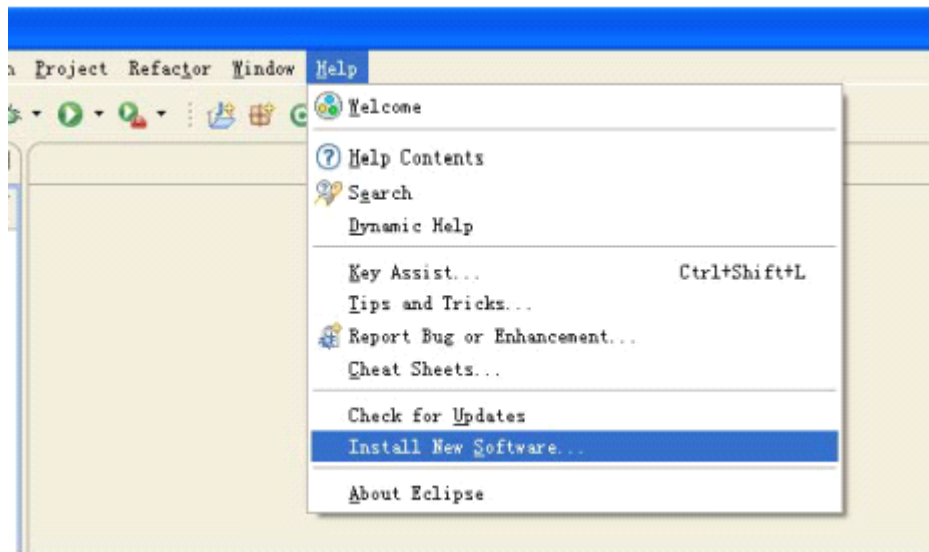 Project Refactor Window Help
Welcome
Help Contents
Search
Dynamic Help
Key Assist... Ctrl+Shift+L
Tips and Tricks...
Report Bug or Enhancement...
Cheat Sheets...
Check for Updates
Install New Software...
About Eclipse